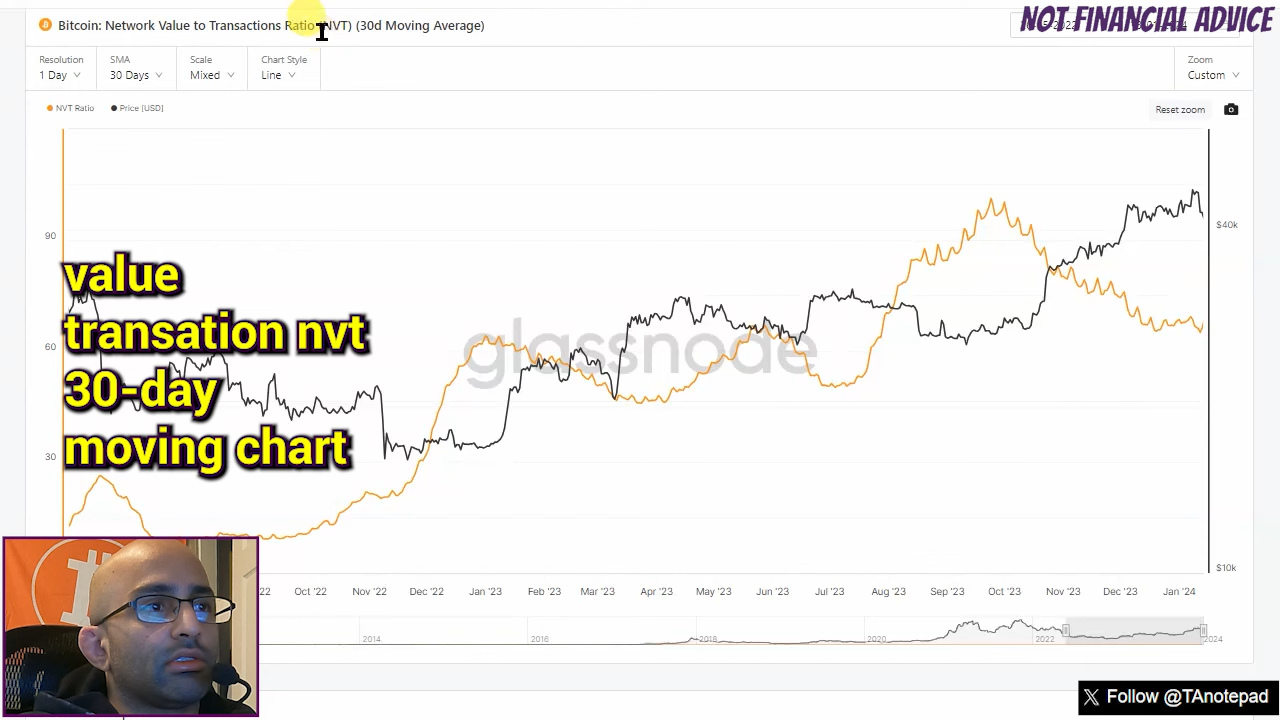 NOT FINANCIAL ADVICE
Bitcoin: Network Value to Transactions Ratio (NVT) (30d Moving Average)
Resolution
1 Day
SMA
30 Days
Scale
Mixed
Chart Style
Line
Zoom
Custom
NVT Ratio
Price [USD]
Reset zoom
90
60
30
$40k
$10k
glassnode
value
transation nvt
30-day
moving chart
Oct '22
Nov '22
Dec '22
Jan '23
Feb '23
Mar '23
Apr '23
May '23
Jun '23
Jul '23
Aug '23
Sep '23
Oct '23
Nov '23
Dec '23
Jan '24
2014
2016
2018
2020
2022
2024
X Follow @TAnotepad